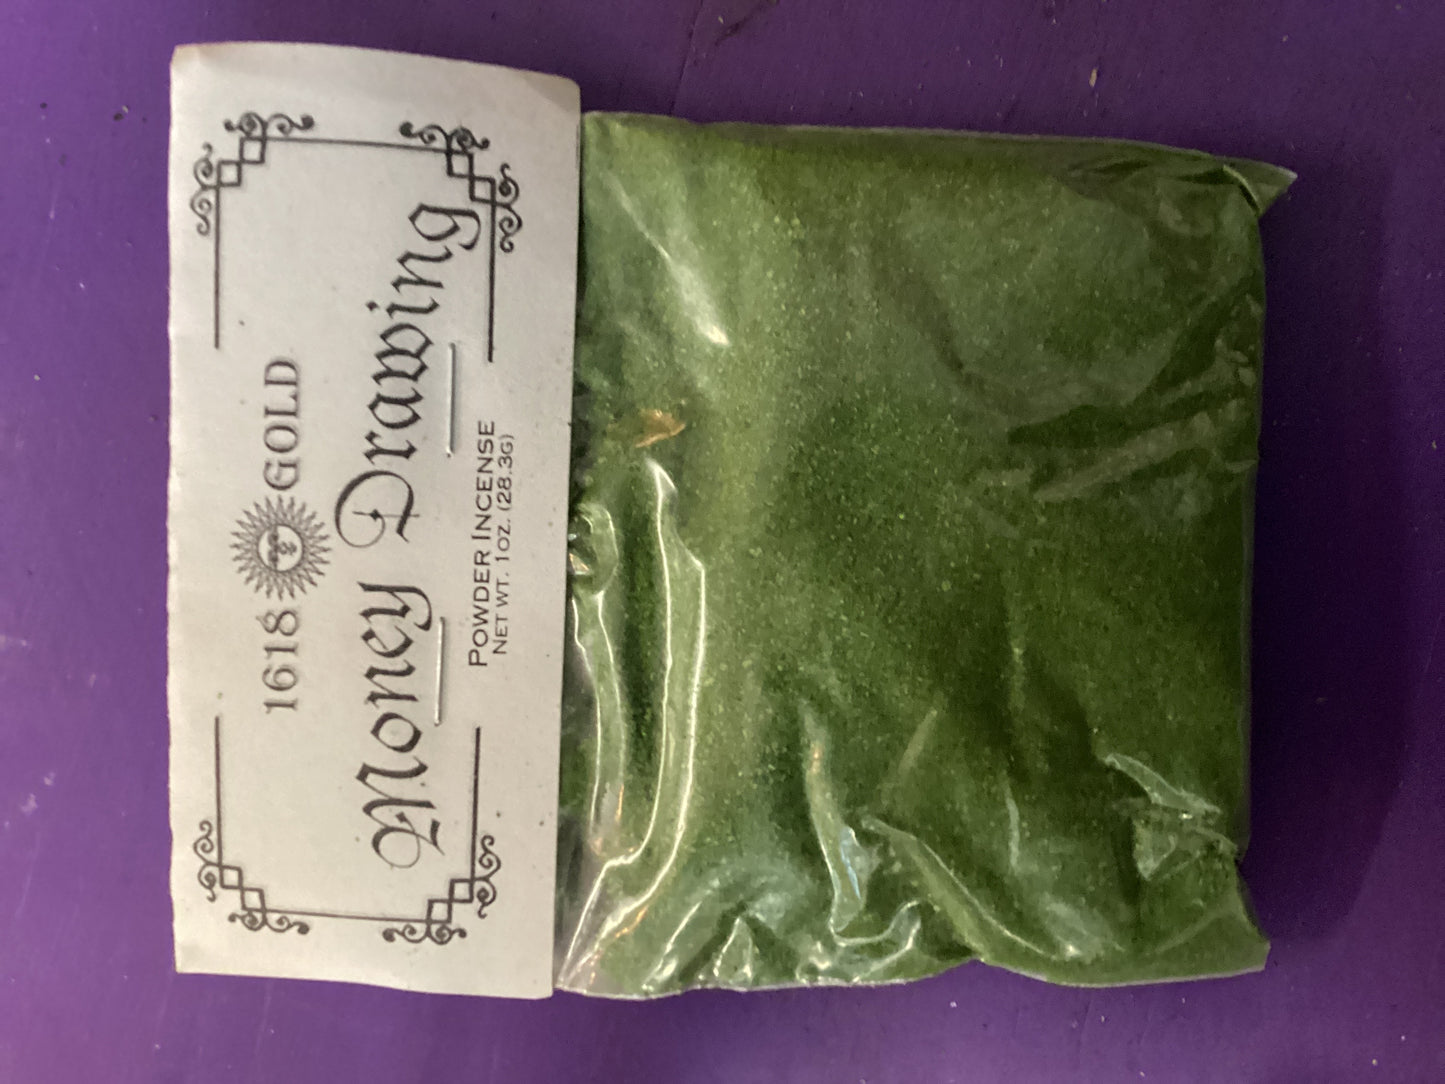 1618 GOLD
Money Drawing
POWDER INCENSE
NET WT. 1OZ. (28.3G)